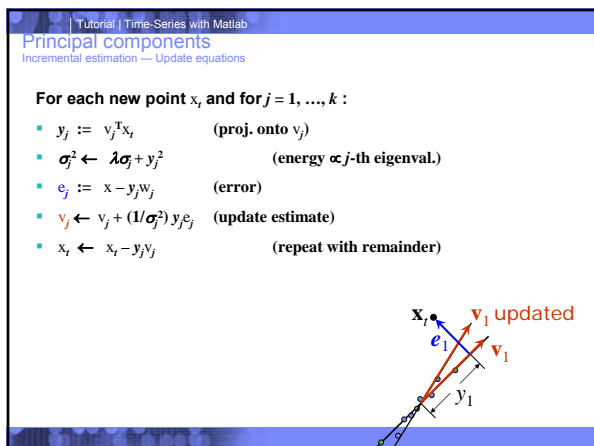 Tutorial | Time-Series with Matlab
Principal components
Incremental estimation — Update equations
For each new point xₜ and for j = 1, …, k :
▪ yⱼ := vⱼᵀxₜ (proj. onto vⱼ)
▪ σⱼ² ← λσⱼ + yⱼ² (energy ∝ j-th eigenval.)
▪ eⱼ := x – yⱼwⱼ (error)
▪ vⱼ ← vⱼ + (1/σⱼ²) yⱼeⱼ (update estimate)
▪ xₜ ← xₜ – yⱼvⱼ (repeat with remainder)
xₜ v₁ updated
e₁ v₁
y₁